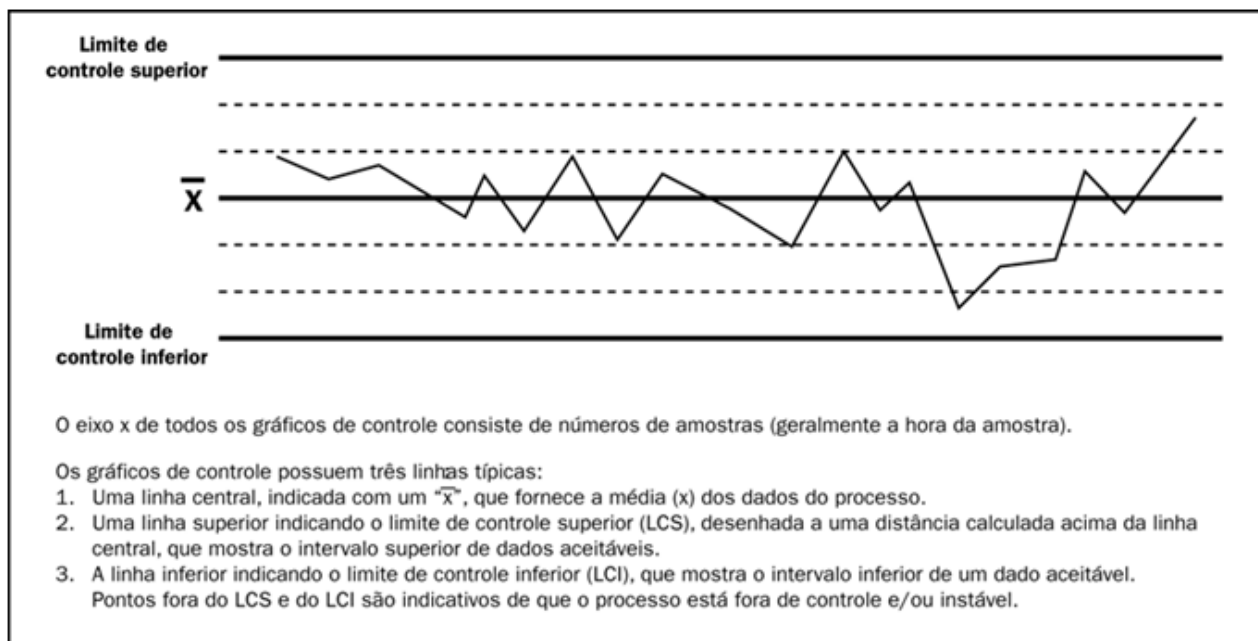 Limite de
controle superior
X̅
Limite de
controle inferior
O eixo x de todos os gráficos de controle consiste de números de amostras (geralmente a hora da amostra).
Os gráficos de controle possuem três linhas típicas:
1. Uma linha central, indicada com um “x̅”, que fornece a média (x) dos dados do processo.
2. Uma linha superior indicando o limite de controle superior (LCS), desenhada a uma distância calculada acima da linha
central, que mostra o intervalo superior de dados aceitáveis.
3. A linha inferior indicando o limite de controle inferior (LCI), que mostra o intervalo inferior de um dado aceitável.
Pontos fora do LCS e do LCI são indicativos de que o processo está fora de controle e/ou instável.